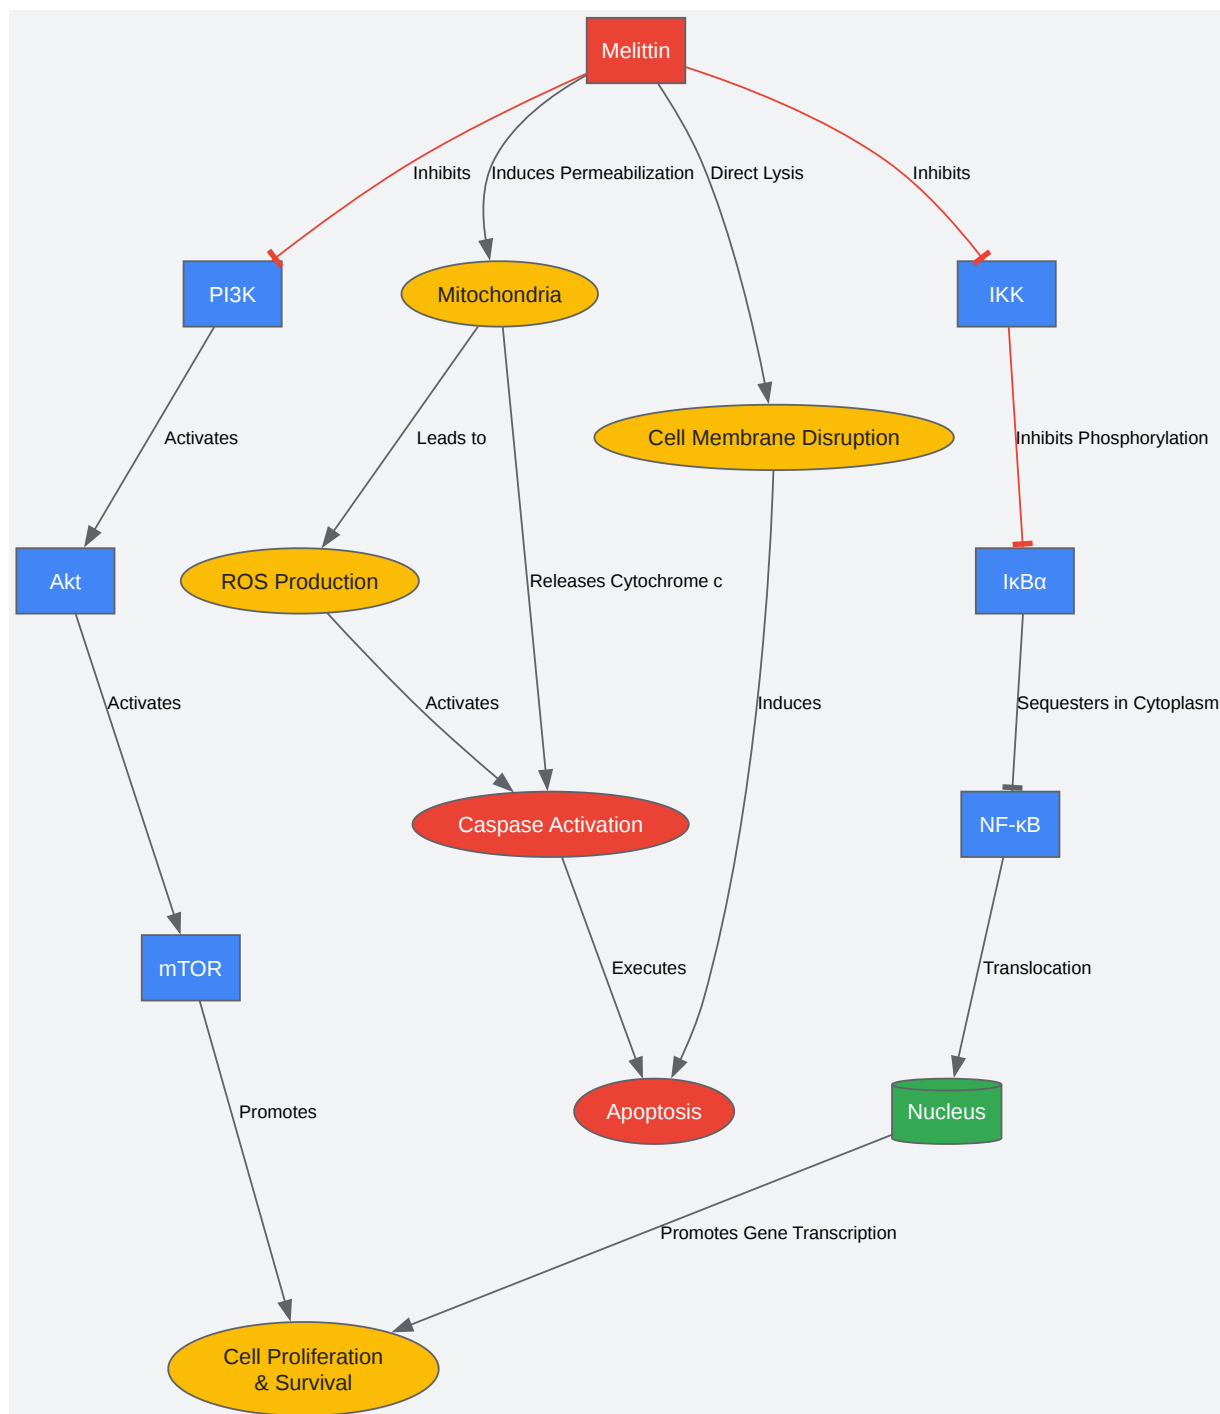 Melittin
Inhibits
Induces Permeabilization
Direct Lysis
Inhibits
PI3K
Mitochondria
IKK
Activates
Leads to
Cell Membrane Disruption
Inhibits Phosphorylation
Akt
ROS Production
Releases Cytochrome c
IκBα
Activates
Activates
Induces
Sequesters in Cytoplasm
Caspase Activation
NF-κB
mTOR
Executes
Translocation
Promotes
Apoptosis
Nucleus
Promotes Gene Transcription
Cell Proliferation
& Survival